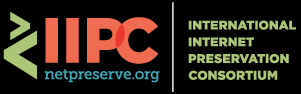 IIPC
netpreserve.org
INTERNATIONAL
INTERNET
PRESERVATION
CONSORTIUM